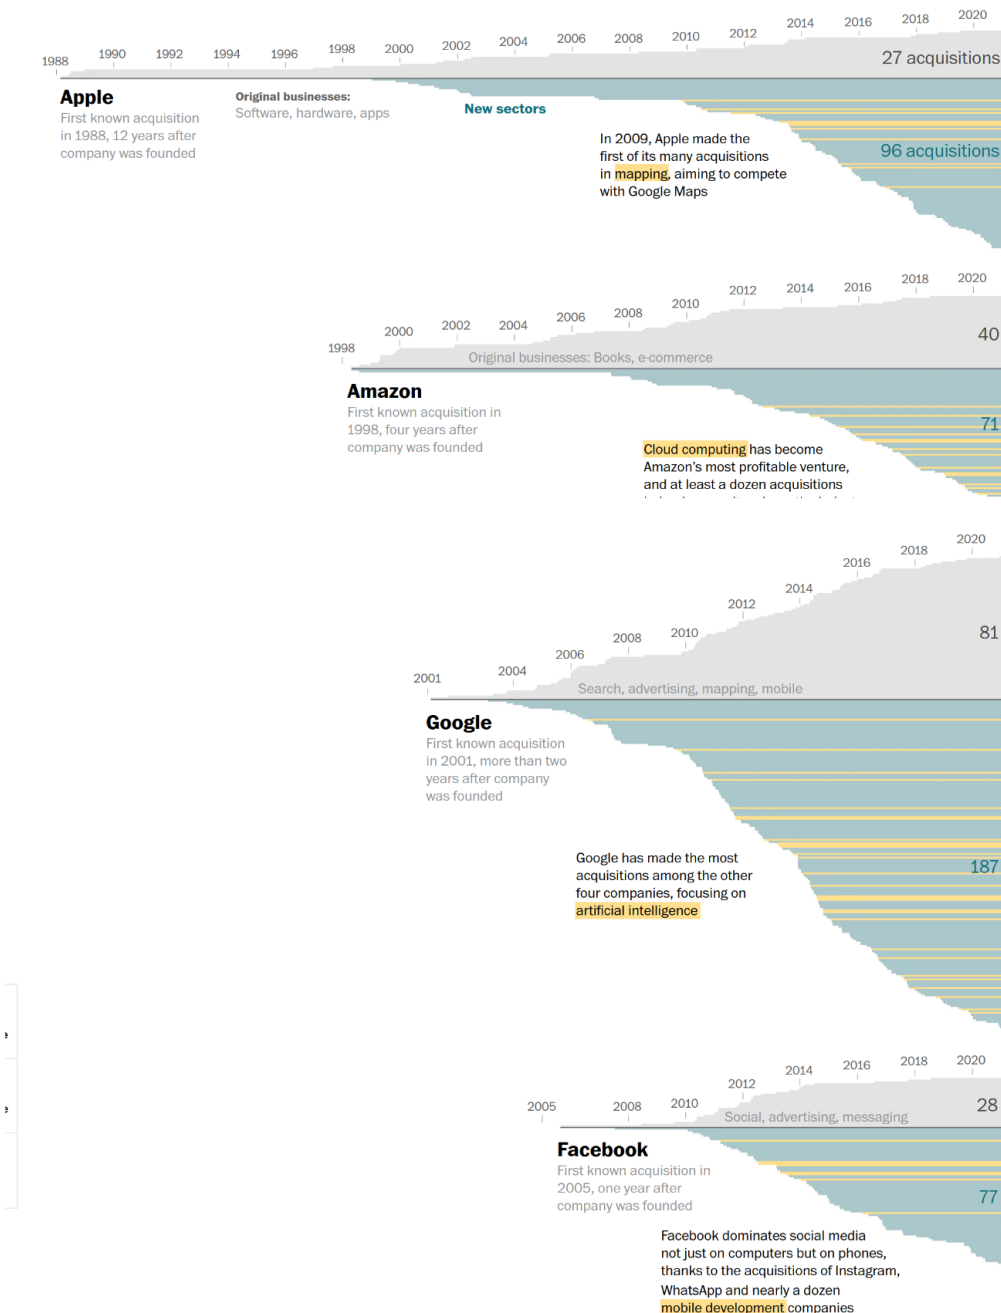 1988 1990 1992 1994 1996 1998 2000 2002 2004 2006 2008 2010 2012 2014 2016 2018 2020
27 acquisitions
Apple
First known acquisition
in 1988, 12 years after
company was founded
Original businesses:
Software, hardware, apps
New sectors
In 2009, Apple made the
first of its many acquisitions
in mapping, aiming to compete
with Google Maps
96 acquisitions
1998 2000 2002 2004 2006 2008 2010 2012 2014 2016 2018 2020
40
Original businesses: Books, e-commerce
Amazon
First known acquisition in
1998, four years after
company was founded
71
Cloud computing has become
Amazon's most profitable venture,
and at least a dozen acquisitions
2001 2004 2006 2008 2010 2012 2014 2016 2018 2020
81
Search, advertising, mapping, mobile
Google
First known acquisition
in 2001, more than two
years after company
was founded
Google has made the most
acquisitions among the other
four companies, focusing on
artificial intelligence
187
2005 2008 2010 2012 2014 2016 2018 2020
28
Social, advertising, messaging
Facebook
First known acquisition in
2005, one year after
company was founded
77
Facebook dominates social media
not just on computers but on phones,
thanks to the acquisitions of Instagram,
WhatsApp and nearly a dozen
mobile development companies